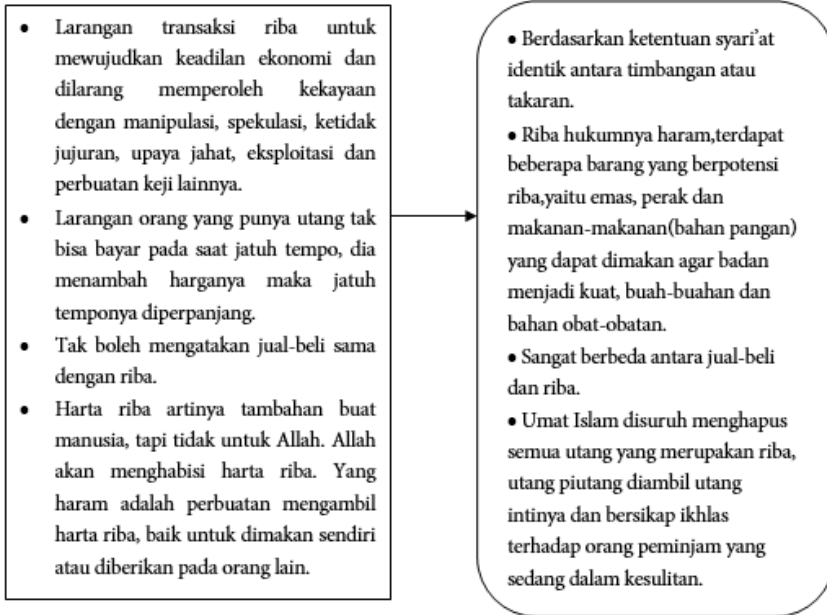 • Larangan transaksi riba untuk
mewujudkan keadilan ekonomi dan
dilarang memperoleh kekayaan
dengan manipulasi, spekulasi, ketidak
jujuran, upaya jahat, eksploitasi dan
perbuatan keji lainnya.
• Larangan orang yang punya utang tak
bisa bayar pada saat jatuh tempo, dia
menambah harganya maka jatuh
temponya diperpanjang.
• Tak boleh mengatakan jual-beli sama
dengan riba.
• Harta riba artinya tambahan buat
manusia, tapi tidak untuk Allah. Allah
akan menghabisi harta riba. Yang
haram adalah perbuatan mengambil
harta riba, baik untuk dimakan sendiri
atau diberikan pada orang lain.
• Berdasarkan ketentuan syari’at
identik antara timbangan atau
takaran.
• Riba hukumnya haram,terdapat
beberapa barang yang berpotensi
riba,yaitu emas, perak dan
makanan-makanan(bahan pangan)
yang dapat dimakan agar badan
menjadi kuat, buah-buahan dan
bahan obat-obatan.
• Sangat berbeda antara jual-beli
dan riba.
• Umat Islam disuruh menghapus
semua utang yang merupakan riba,
utang piutang diambil utang
intinya dan bersikap ikhlas
terhadap orang peminjam yang
sedang dalam kesulitan.